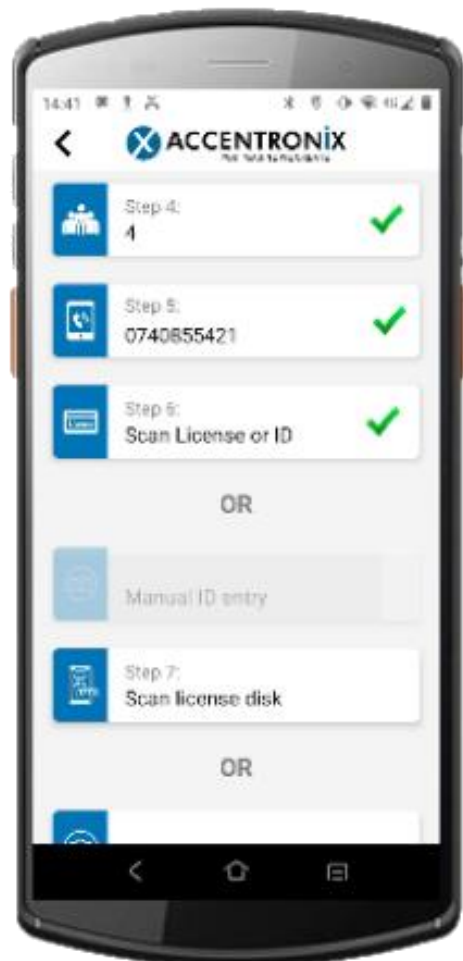 14:41
ACCENTRONiX
Step 4:
4
Step 5:
0740855421
Step 6:
Scan License or ID
OR
Manual ID entry
Step 7:
Scan license disk
OR